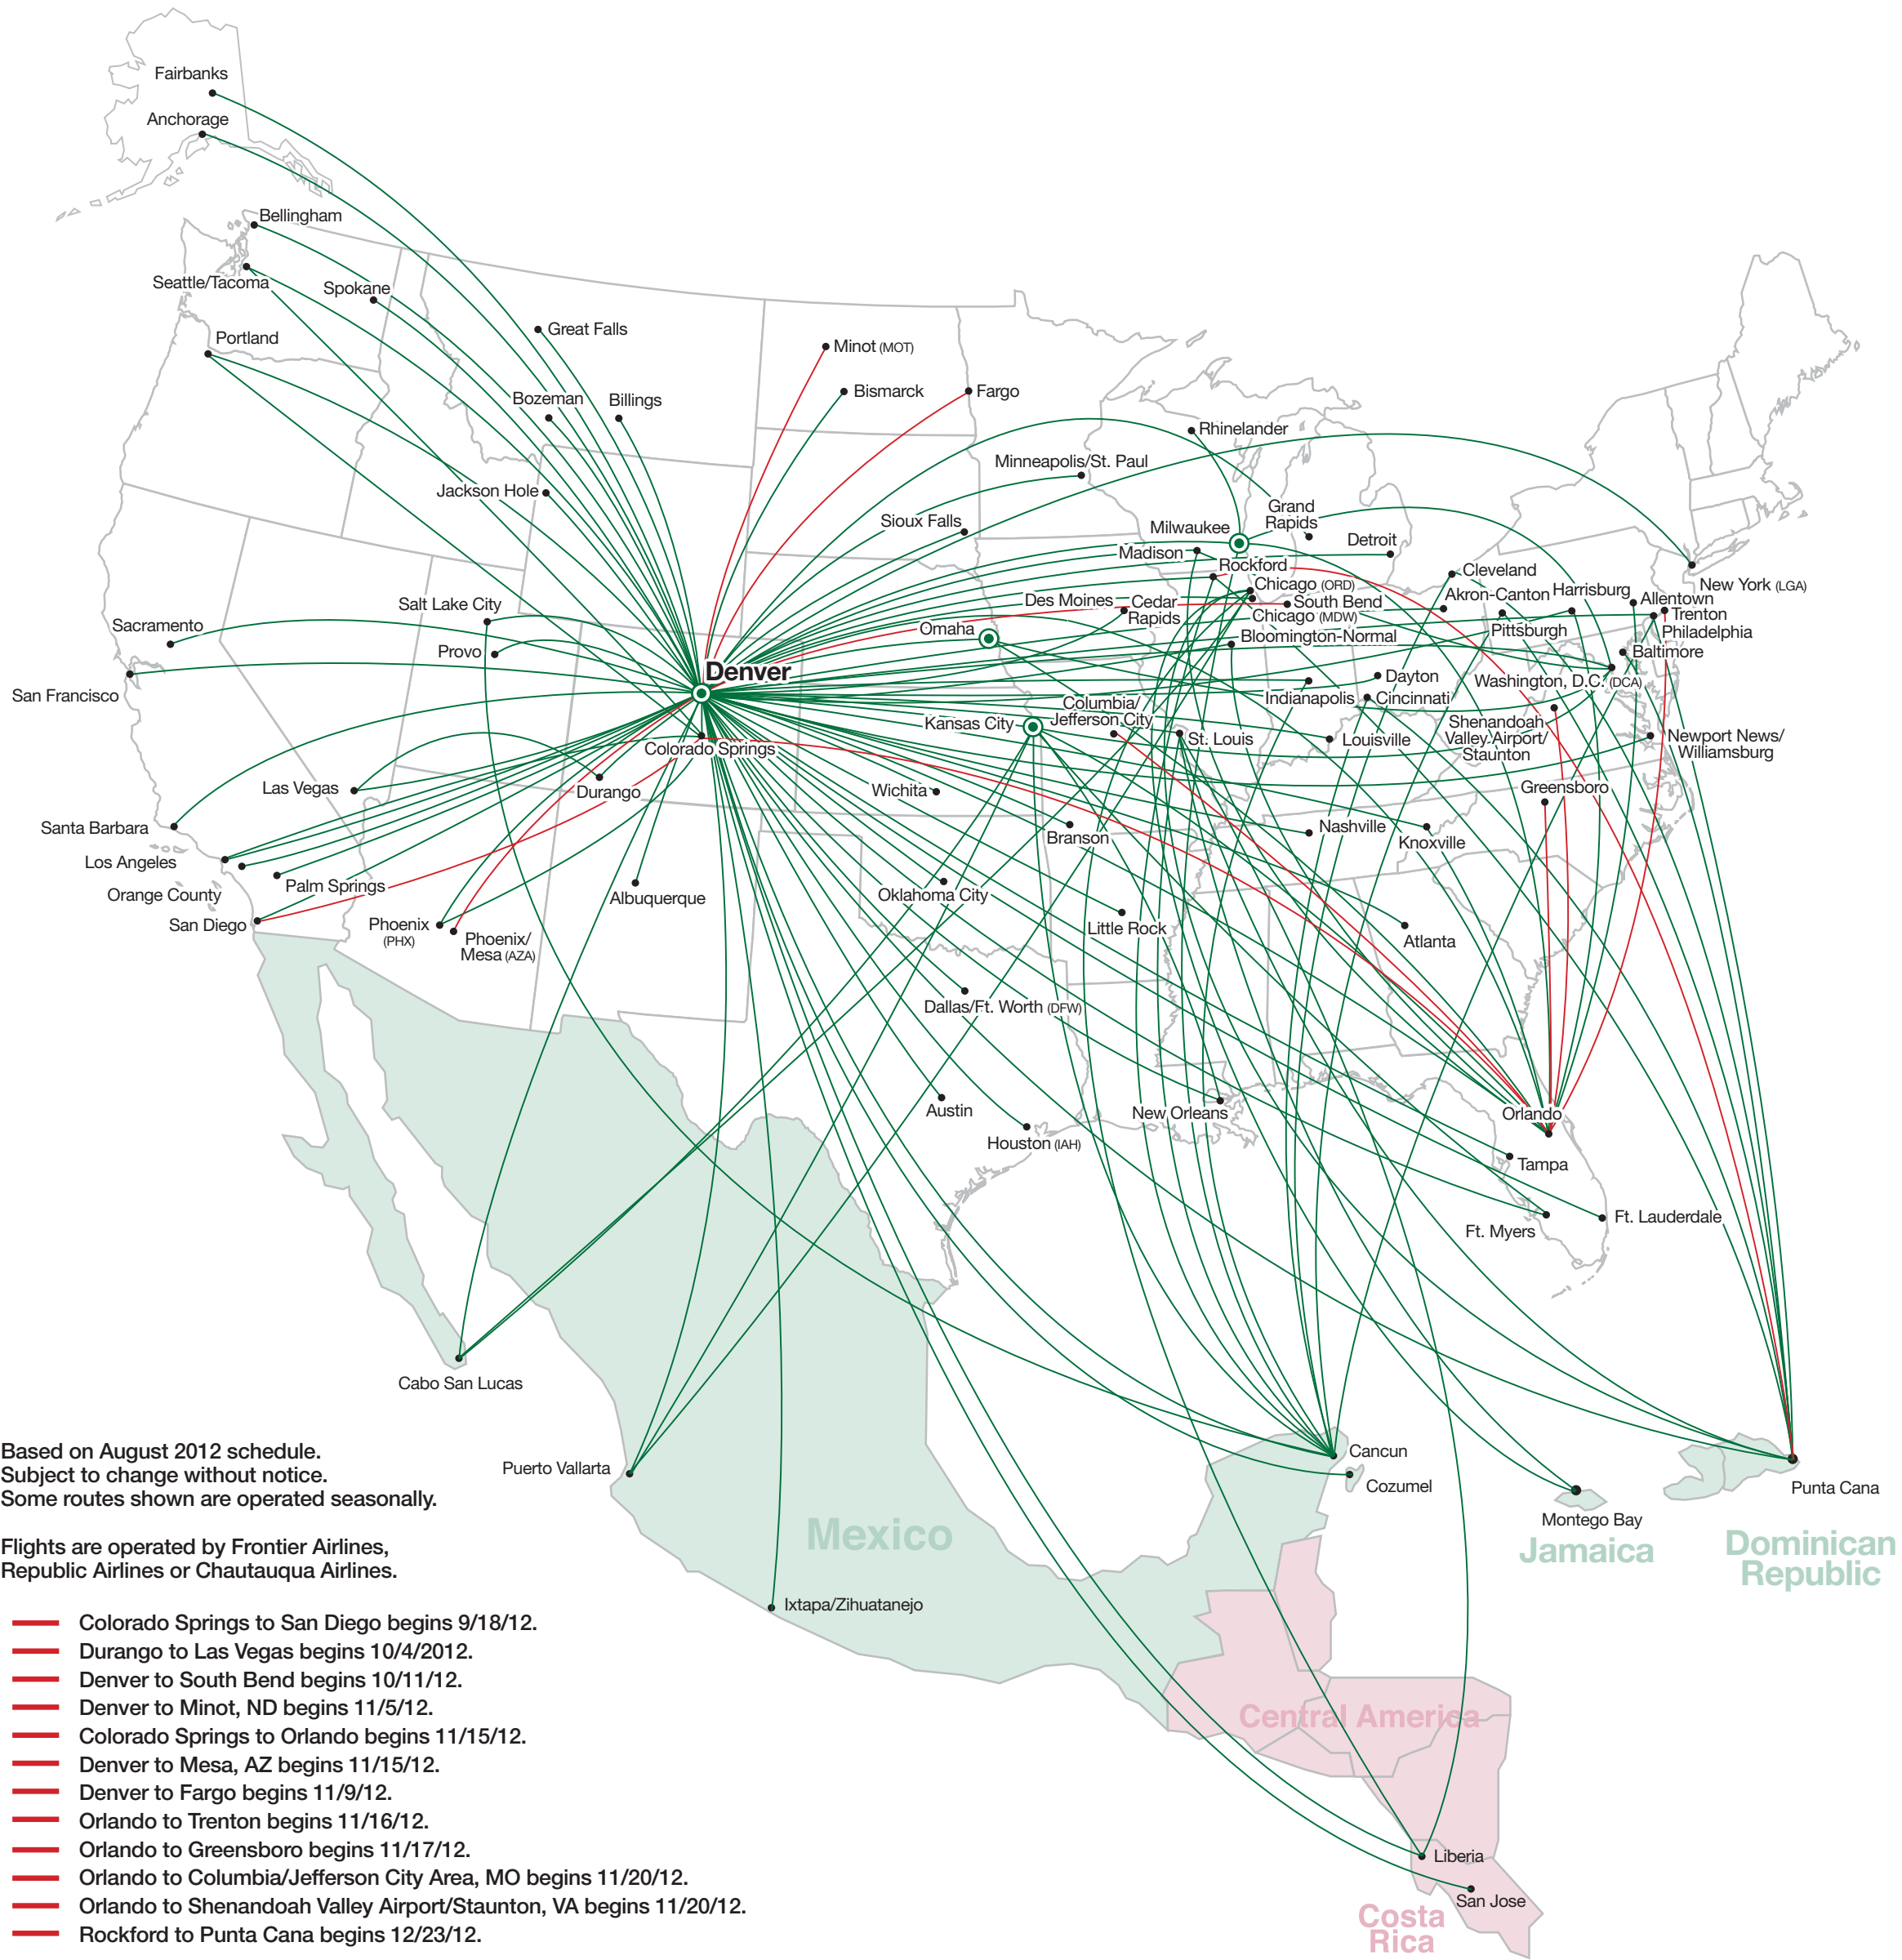 Fairbanks
Anchorage
Bellingham
Seattle/Tacoma
Spokane
Portland
Great Falls
Minot (MOT)
Bozeman
Billings
Bismarck
Fargo
Rhinelander
Minneapolis/St. Paul
Jackson Hole
Sioux Falls
Milwaukee
Grand
Rapids
Detroit
Madison
Rockford
Chicago (ORD)
Cleveland
New York (LGA)
Des Moines
Cedar
Rapids
South Bend
Chicago (MDW)
Akron-Canton
Harrisburg
Allentown
Trenton
Philadelphia
Salt Lake City
Sacramento
Omaha
Bloomington-Normal
Pittsburgh
Baltimore
Provo
San Francisco
Denver
Dayton
Washington, D.C. (DCA)
Indianapolis
Cincinnati
Columbia/
Jefferson City
Kansas City
St. Louis
Louisville
Shenandoah
Valley Airport/
Staunton
Newport News/
Williamsburg
Colorado Springs
Las Vegas
Durango
Wichita
Greensboro
Santa Barbara
Branson
Nashville
Knoxville
Los Angeles
Orange County
Palm Springs
San Diego
Albuquerque
Oklahoma City
Phoenix
(PHX)
Phoenix/
Mesa (AZA)
Little Rock
Atlanta
Dallas/Ft. Worth (DFW)
Austin
New Orleans
Houston (IAH)
Orlando
Tampa
Ft. Myers
Ft. Lauderdale
Cabo San Lucas
Puerto Vallarta
Cancun
Cozumel
Punta Cana
Montego Bay
Mexico
Jamaica
Dominican
Republic
Ixtapa/Zihuatanejo
Central America
Liberia
San Jose
Costa
Rica
Based on August 2012 schedule.
Subject to change without notice.
Some routes shown are operated seasonally.
Flights are operated by Frontier Airlines,
Republic Airlines or Chautauqua Airlines.
Colorado Springs to San Diego begins 9/18/12.
Durango to Las Vegas begins 10/4/2012.
Denver to South Bend begins 10/11/12.
Denver to Minot, ND begins 11/5/12.
Colorado Springs to Orlando begins 11/15/12.
Denver to Mesa, AZ begins 11/15/12.
Denver to Fargo begins 11/9/12.
Orlando to Trenton begins 11/16/12.
Orlando to Greensboro begins 11/17/12.
Orlando to Columbia/Jefferson City Area, MO begins 11/20/12.
Orlando to Shenandoah Valley Airport/Staunton, VA begins 11/20/12.
Rockford to Punta Cana begins 12/23/12.